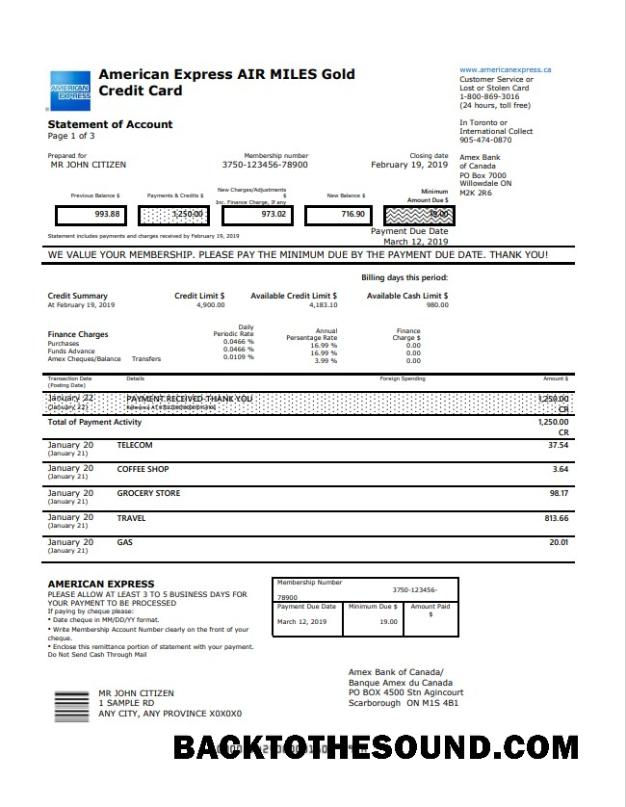 AMERICAN
EXPRESS
American Express AIR MILES Gold
Credit Card
www.americanexpress.ca
Customer Service or
Lost or Stolen Card
1-800-869-3016
(24 hours, toll free)
In Toronto or
International Collect
905-474-0870
Amex Bank
of Canada
PO Box 7000
Willowdale ON
M2K 2R6
Statement of Account
Page 1 of 3
Prepared for Membership number Closing date
MR JOHN CITIZEN 3750-123456-78900 February 19, 2019
Previous Balance $ Payments & Credits $ New Charges/Adjustments $ Inc. Finance Charge, if any New Balance $ Minimum Amount Due $
993.88 1,250.00 973.02 716.90
Statement includes payments and charges received by February 19, 2019
Payment Due Date
March 12, 2019
WE VALUE YOUR MEMBERSHIP. PLEASE PAY THE MINIMUM DUE BY THE PAYMENT DUE DATE. THANK YOU!
Billing days this period:
Credit Summary Credit Limit $ Available Credit Limit $ Available Cash Limit $
At February 19, 2019 4,900.00 4,183.10 980.00
Finance Charges Daily Periodic Rate Annual Persentage Rate Finance Charge $
Purchases 0.0466 % 16.99 % 0.00
Funds Advance 0.0466 % 16.99 % 0.00
Amex Cheques/Balance Transfers 0.0109 % 3.99 % 0.00
Transaction Date Details Foreign Spending Amount $
(Posting Date)
January 22 PAYMENT RECEIVED-THANK YOU 1,250.00
(January 22) CR
Total of Payment Activity 1,250.00
CR
January 20 TELECOM 37.54
(January 21)
January 20 COFFEE SHOP 3.64
(January 21)
January 20 GROCERY STORE 98.17
(January 21)
January 20 TRAVEL 813.66
(January 21)
January 20 GAS 20.01
(January 21)
AMERICAN EXPRESS
PLEASE ALLOW AT LEAST 3 TO 5 BUSINESS DAYS FOR
YOUR PAYMENT TO BE PROCESSED
If paying by cheque please:
• Date cheque in MM/DD/YY format.
• Write Membership Account Number clearly on the front of your
cheque.
• Enclose this remittance portion of statement with your payment.
Do Not Send Cash Through Mail
Membership Number 3750-123456-
78900
Payment Due Date Minimum Due $ Amount Paid $
March 12, 2019 19.00
Amex Bank of Canada/
Banque Amex du Canada
PO BOX 4500 Stn Agincourt
Scarborough ON M1S 4B1
MR JOHN CITIZEN
1 SAMPLE RD
ANY CITY, ANY PROVINCE X0X0X0
BACKTOTHESOUND.COM